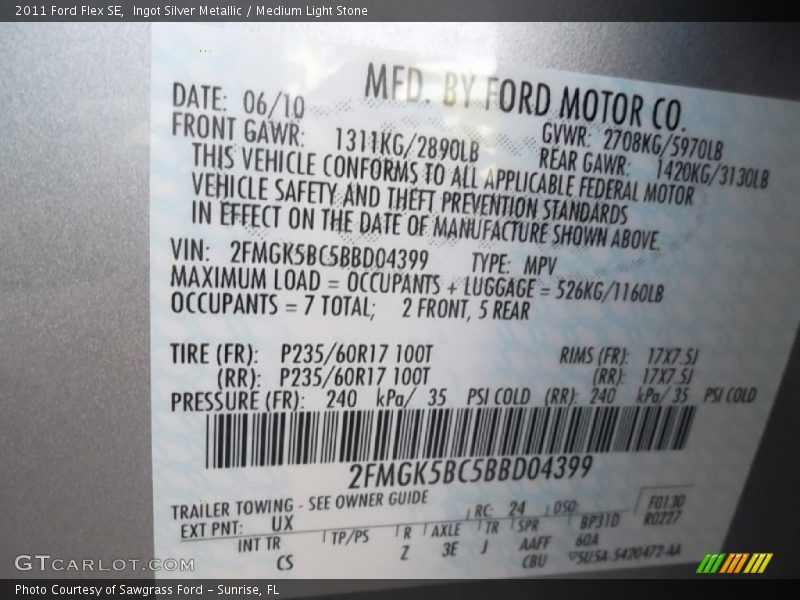 2011 Ford Flex SE, Ingot Silver Metallic / Medium Light Stone
MFD. BY FORD MOTOR CO.
DATE: 06/10 GVWR: 2708KG/5970LB
FRONT GAWR: 1311KG/2890LB REAR GAWR: 1420KG/3130LB
THIS VEHICLE CONFORMS TO ALL APPLICABLE FEDERAL MOTOR
VEHICLE SAFETY AND THEFT PREVENTION STANDARDS
IN EFFECT ON THE DATE OF MANUFACTURE SHOWN ABOVE.
VIN: 2FMGK5BC5BBD04399 TYPE: MPV
MAXIMUM LOAD = OCCUPANTS + LUGGAGE = 526KG/1160LB
OCCUPANTS = 7 TOTAL; 2 FRONT, 5 REAR
TIRE (FR): P235/60R17 100T RIMS (FR): 17X7.5J
(RR): P235/60R17 100T (RR): 17X7.5J
PRESSURE (FR): 240 kPa/ 35 PSI COLD (RR): 240 kPa/ 35 PSI COLD
2FMGK5BC5BBD04399
TRAILER TOWING - SEE OWNER GUIDE RC: 24 DSO: F0130
EXT PNT: UX BP31D R0227
INT TR TP/PS R AXLE TR SPR 60A
CS Z 3E J AAFF CBU 5U5A-5420472-AA
GTCARLOT.COM
Photo Courtesy of Sawgrass Ford - Sunrise, FL